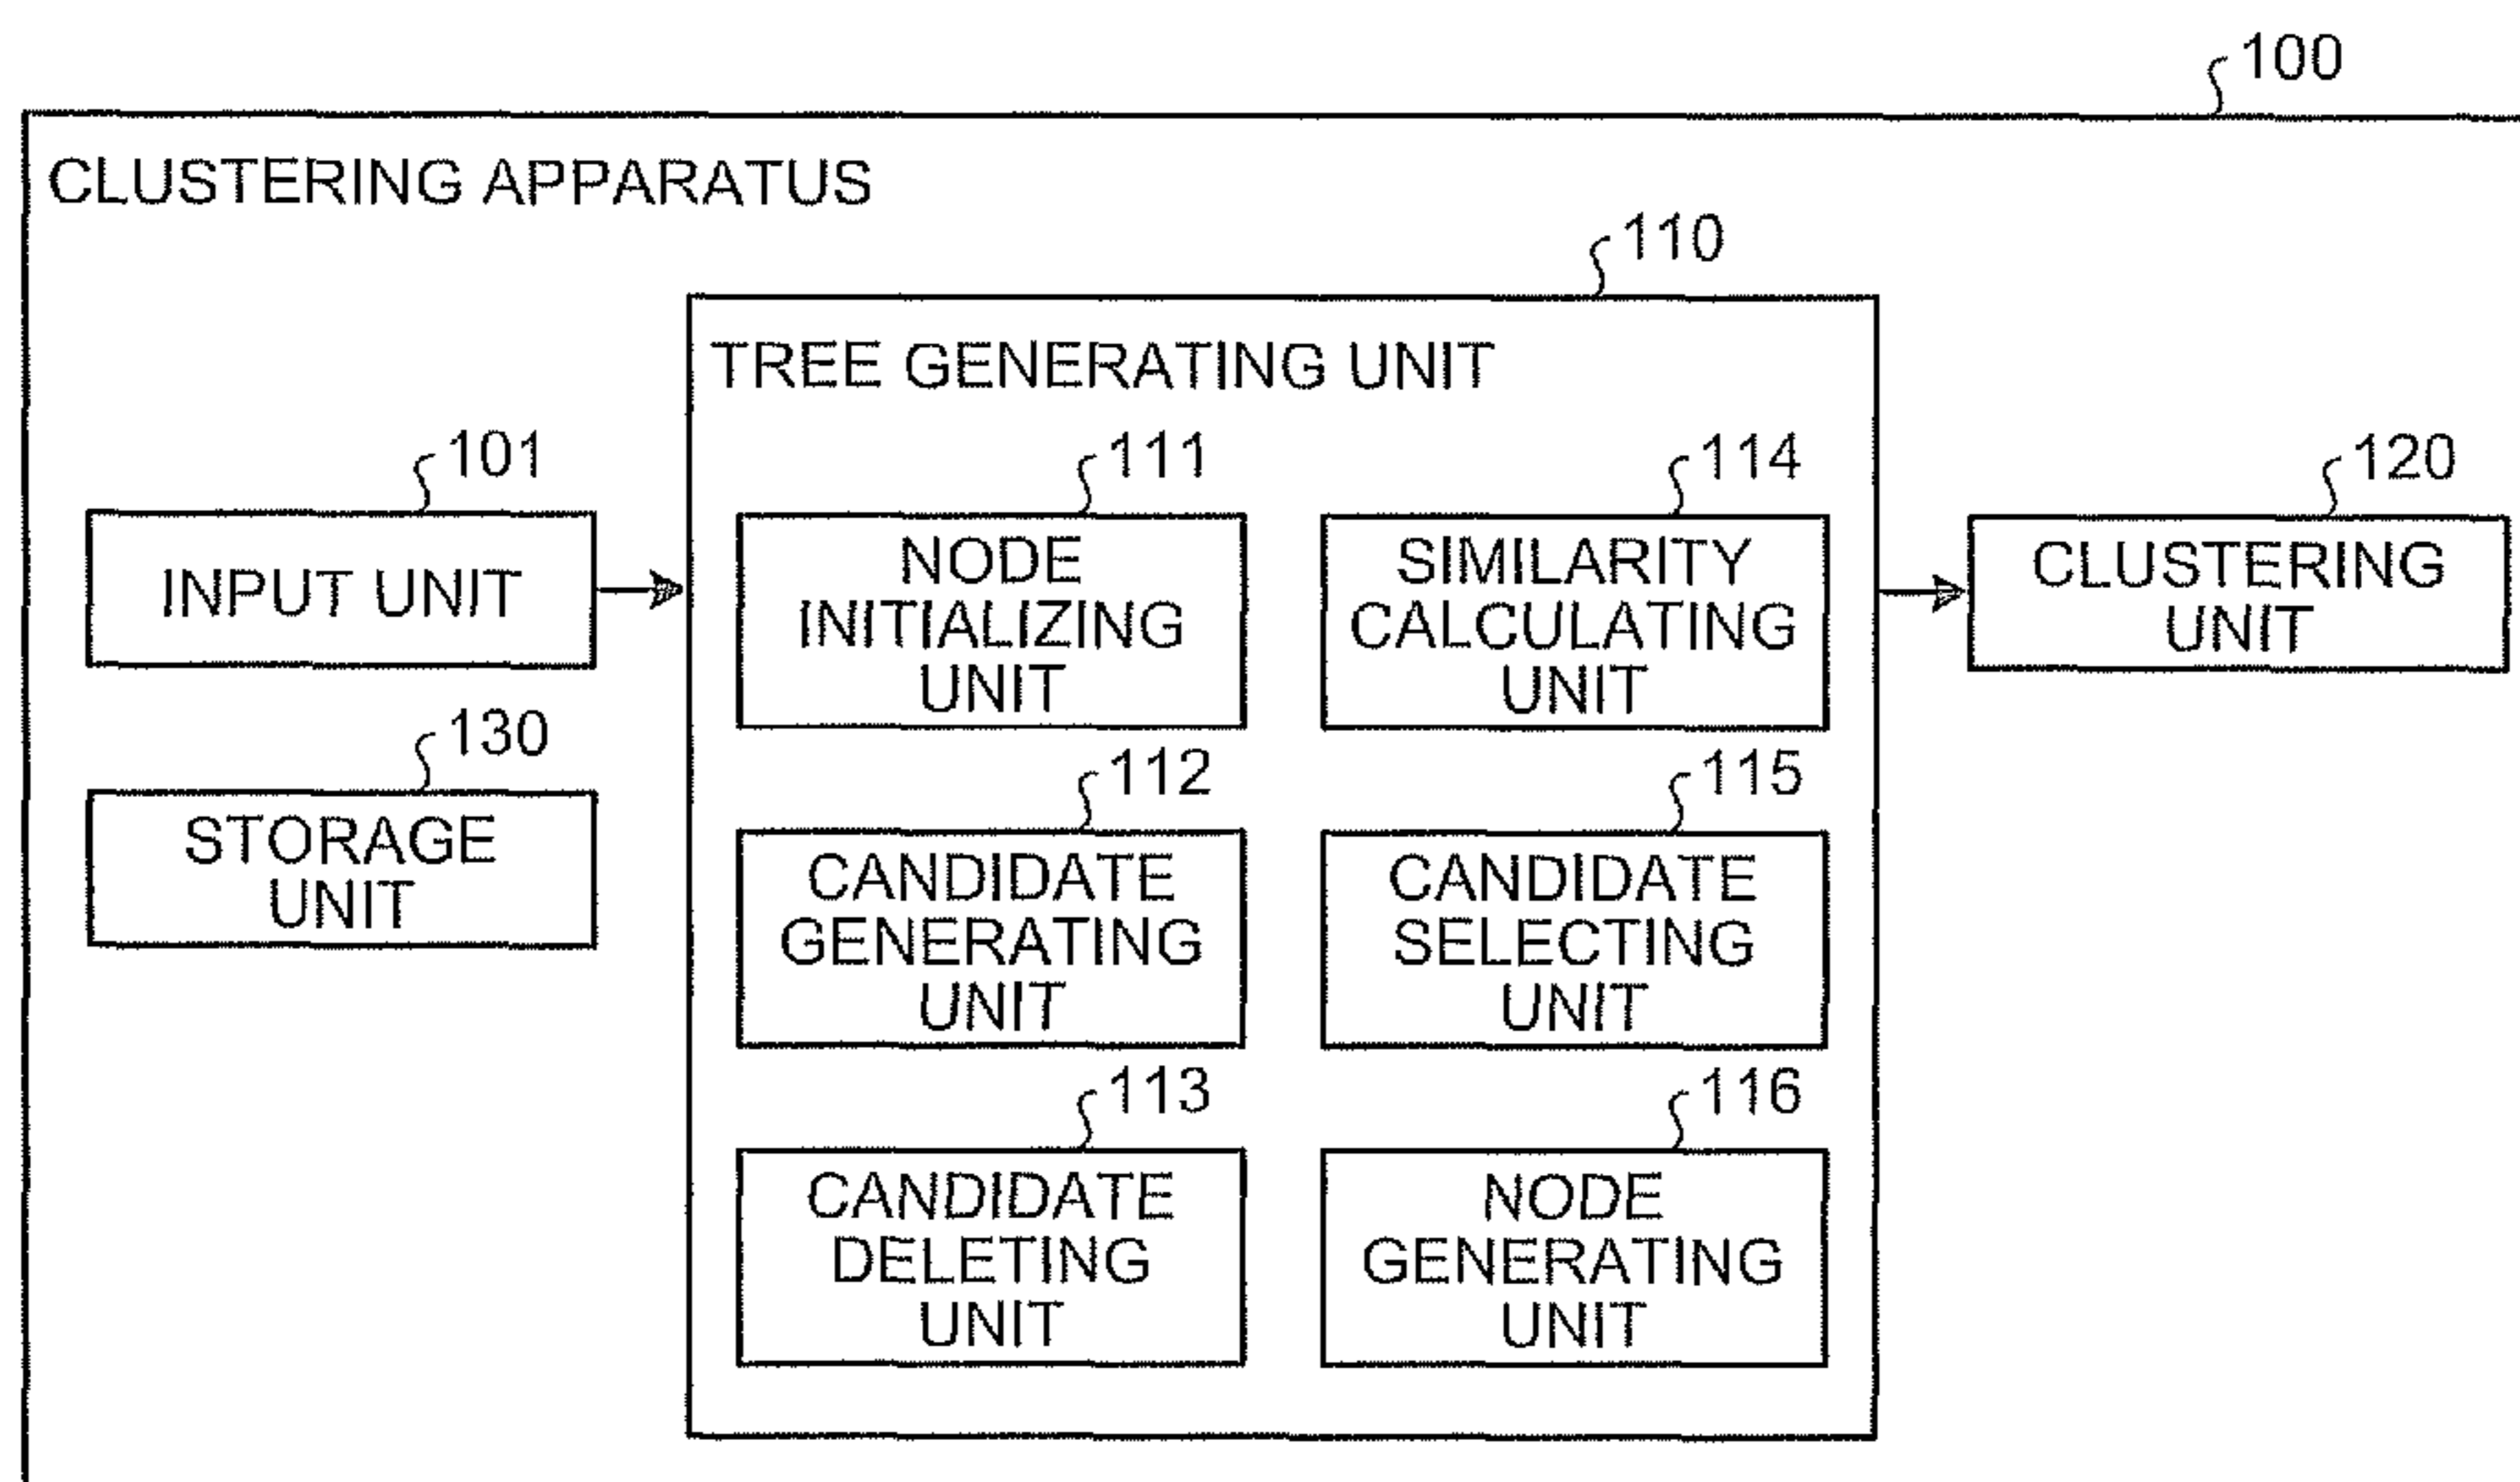 100
CLUSTERING APPARATUS
110
TREE GENERATING UNIT
101
INPUT UNIT
130
STORAGE
UNIT
111
NODE
INITIALIZING
UNIT
114
SIMILARITY
CALCULATING
UNIT
112
CANDIDATE
GENERATING
UNIT
115
CANDIDATE
SELECTING
UNIT
113
CANDIDATE
DELETING
UNIT
116
NODE
GENERATING
UNIT
120
CLUSTERING
UNIT